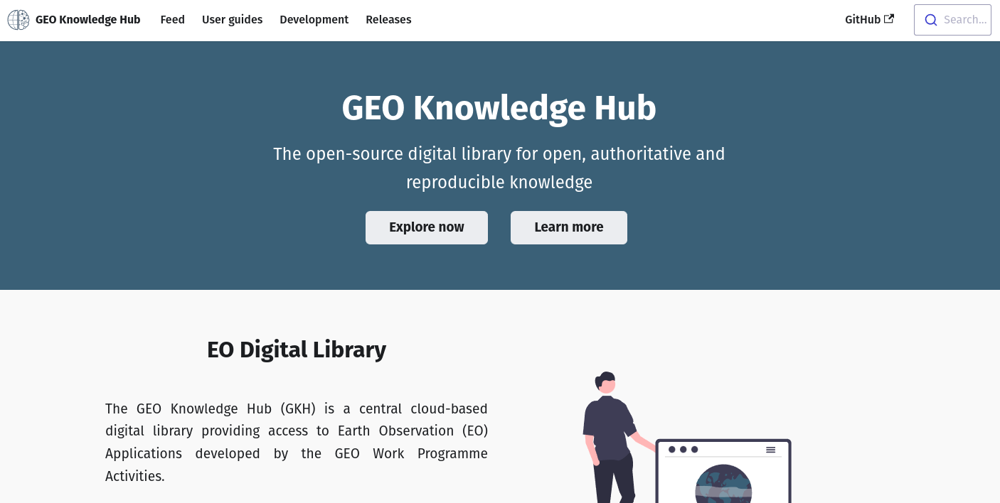 GEO Knowledge Hub Feed User guides Development Releases GitHub Search...
GEO Knowledge Hub
The open-source digital library for open, authoritative and
reproducible knowledge
Explore now Learn more
EO Digital Library
The GEO Knowledge Hub (GKH) is a central cloud-based
digital library providing access to Earth Observation (EO)
Applications developed by the GEO Work Programme
Activities.